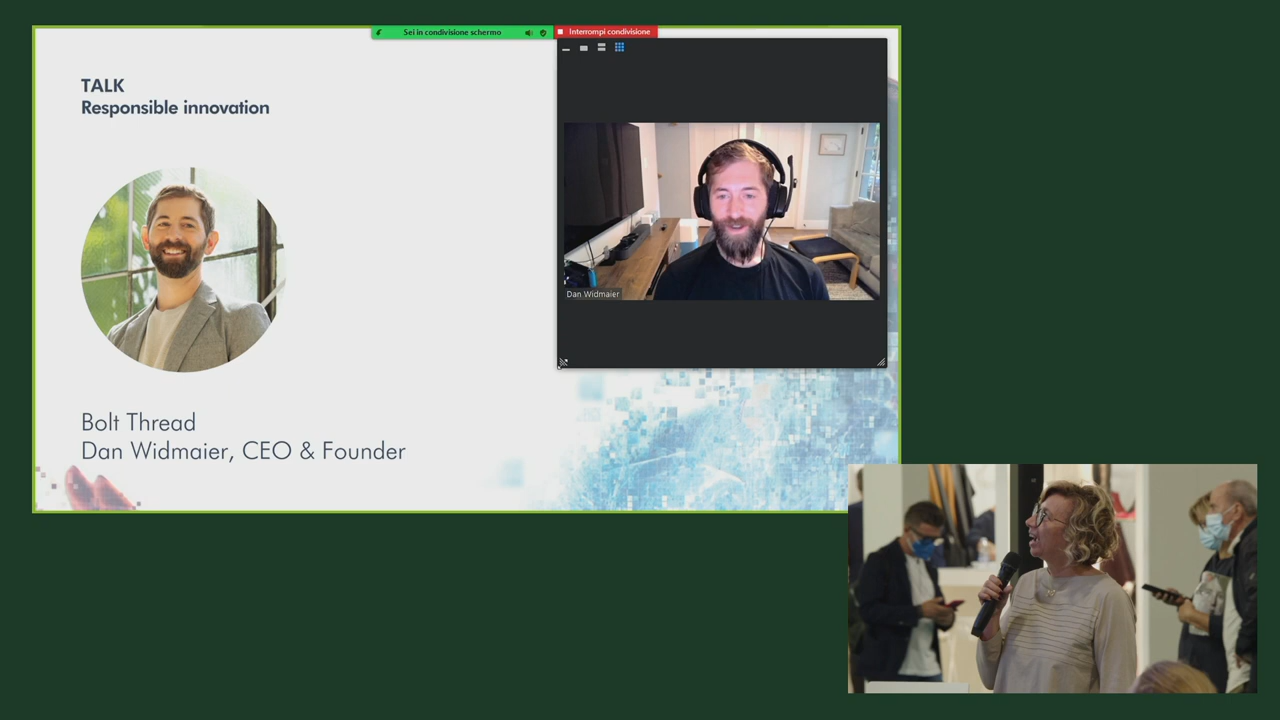 Sei in condivisione schermo
Interrompi condivisione
TALK
Responsible innovation
Dan Widmaier
Bolt Thread
Dan Widmaier, CEO & Founder